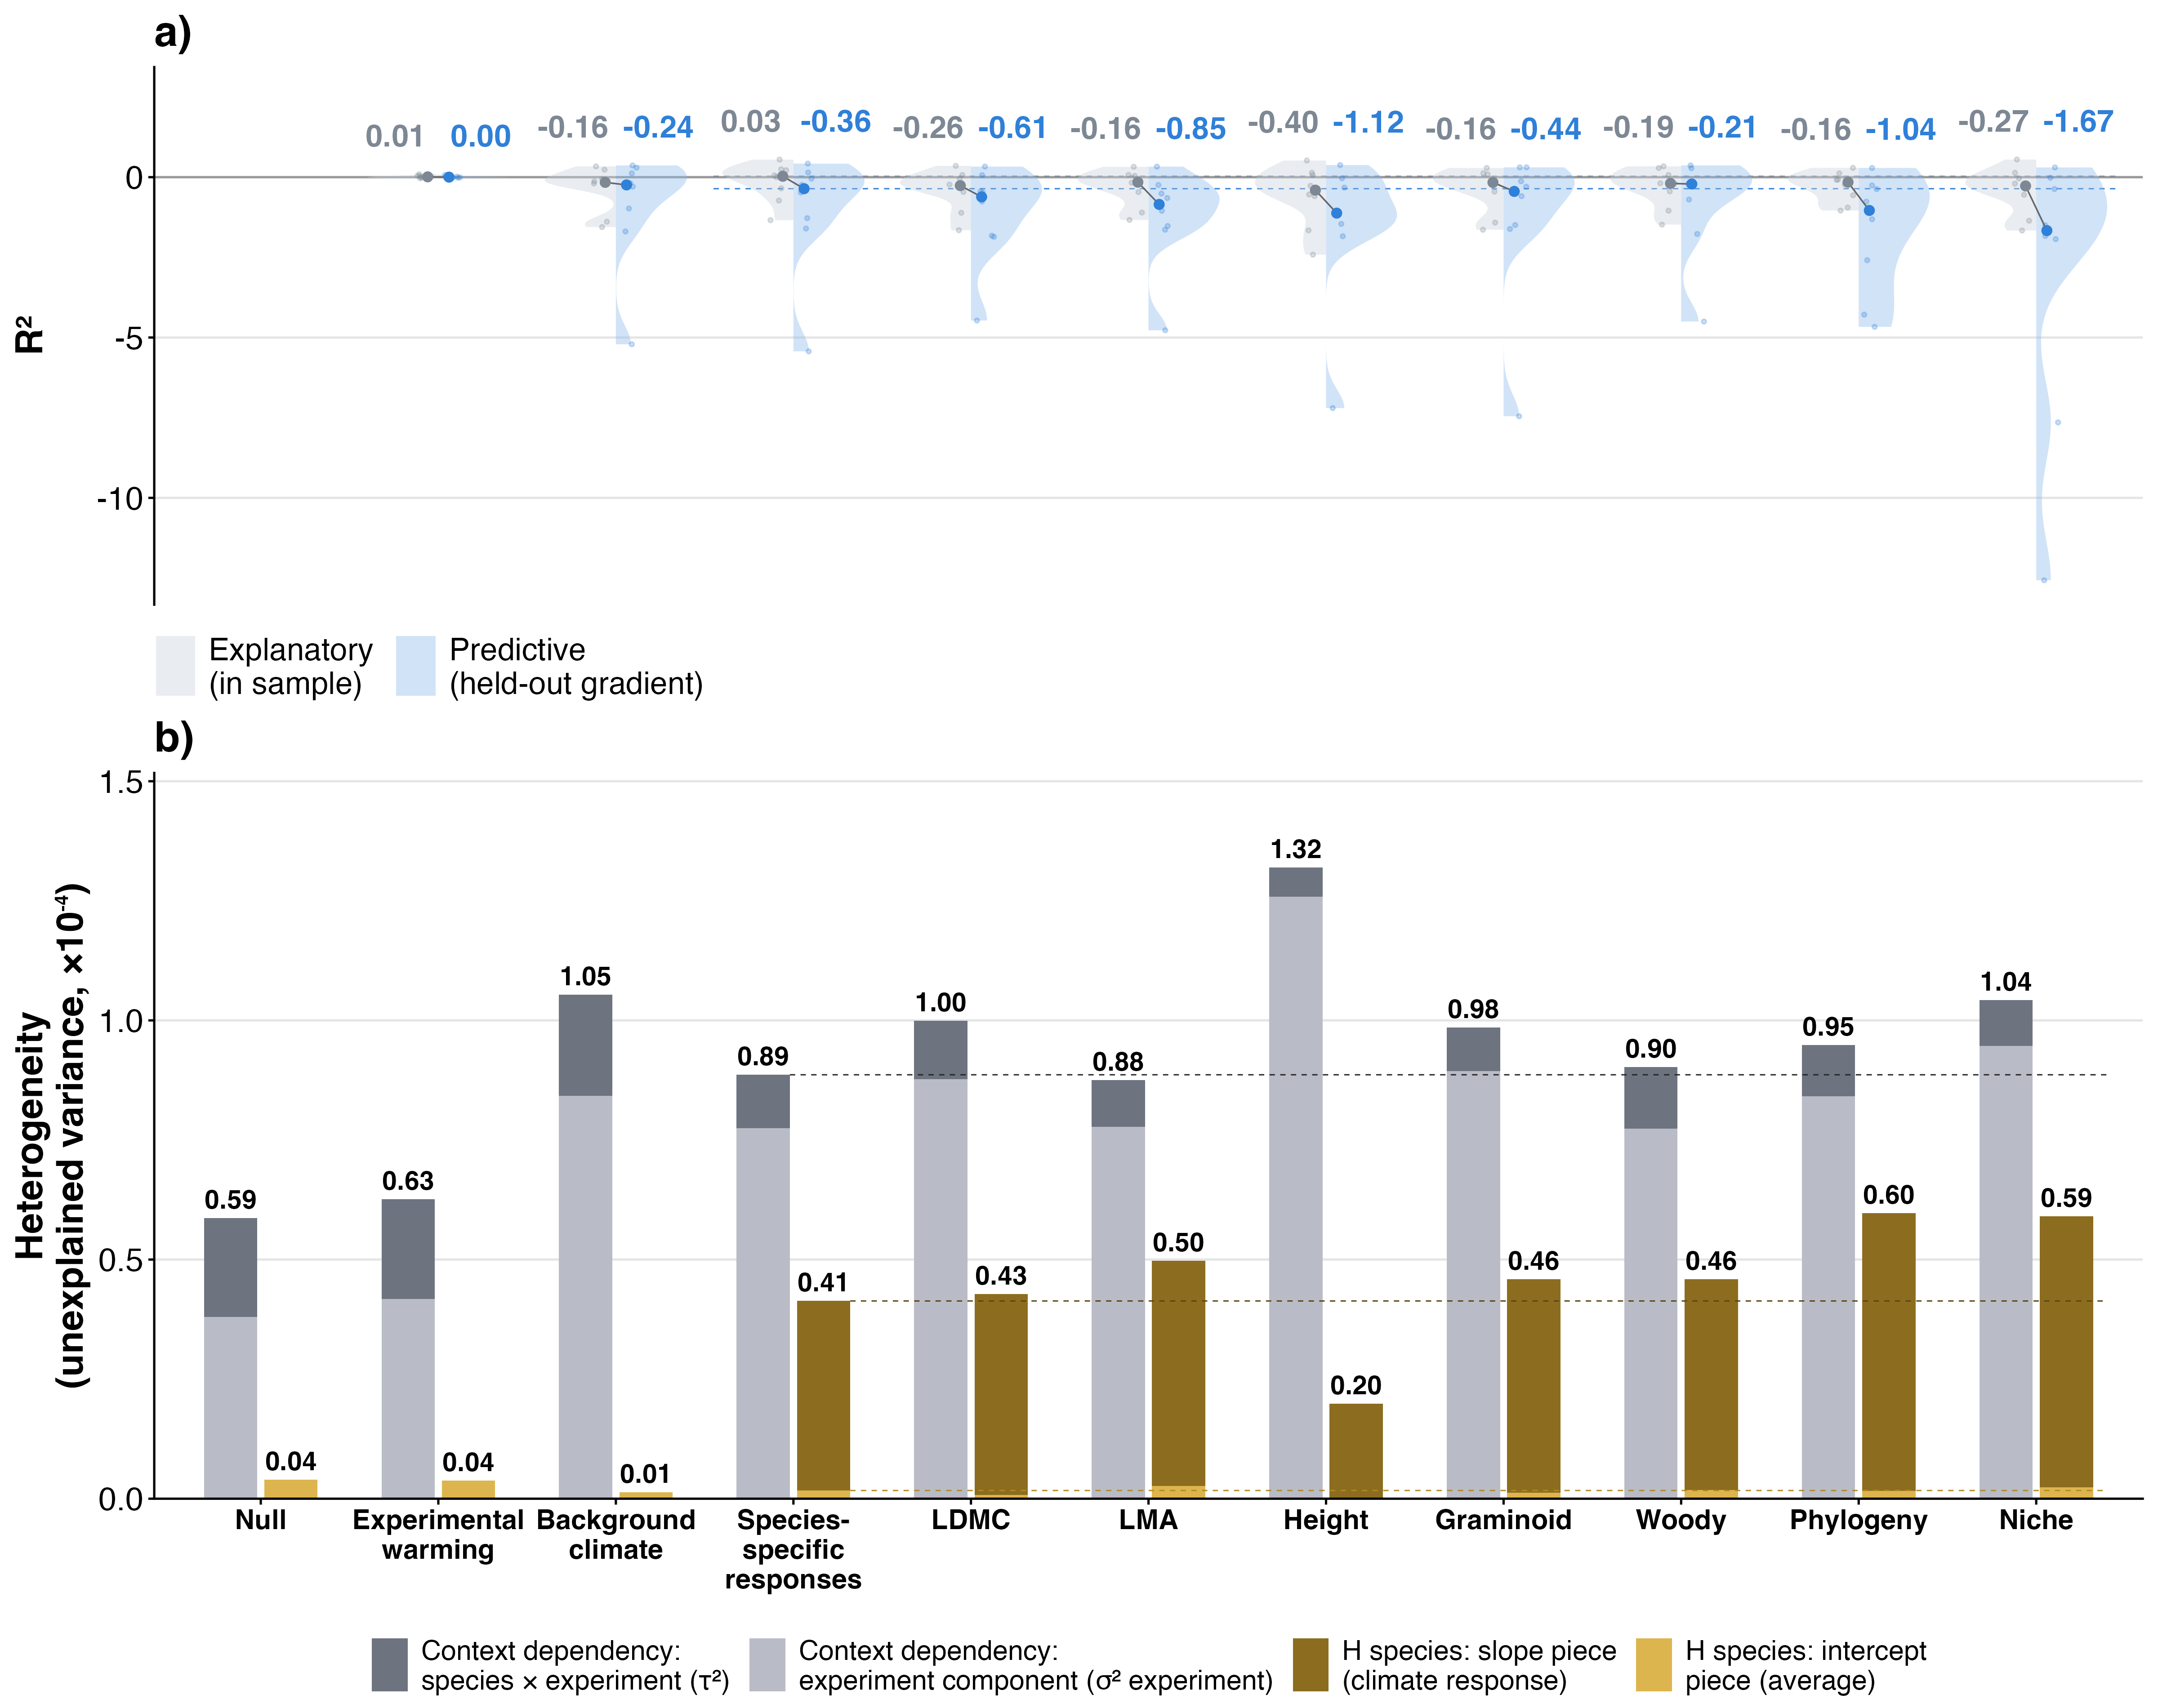 a)
0.01 0.00 -0.16 -0.24 0.03 -0.36 -0.26 -0.61 -0.16 -0.85 -0.40 -1.12 -0.16 -0.44 -0.19 -0.21 -0.16 -1.04 -0.27 -1.67
R²
0
-5
-10
Explanatory
(in sample)
Predictive
(held-out gradient)
b)
Heterogeneity
(unexplained variance, ×10⁻⁴)
1.5
1.0
0.5
0.0
0.59
0.04
0.63
0.04
1.05
0.01
0.89
0.41
1.00
0.43
0.88
0.50
1.32
0.20
0.98
0.46
0.90
0.46
0.95
0.60
1.04
0.59
Null
Experimental
warming
Background
climate
Species-
specific
responses
LDMC
LMA
Height
Graminoid
Woody
Phylogeny
Niche
Context dependency:
species × experiment (τ²)
Context dependency:
experiment component (σ² experiment)
H species: slope piece
(climate response)
H species: intercept
piece (average)